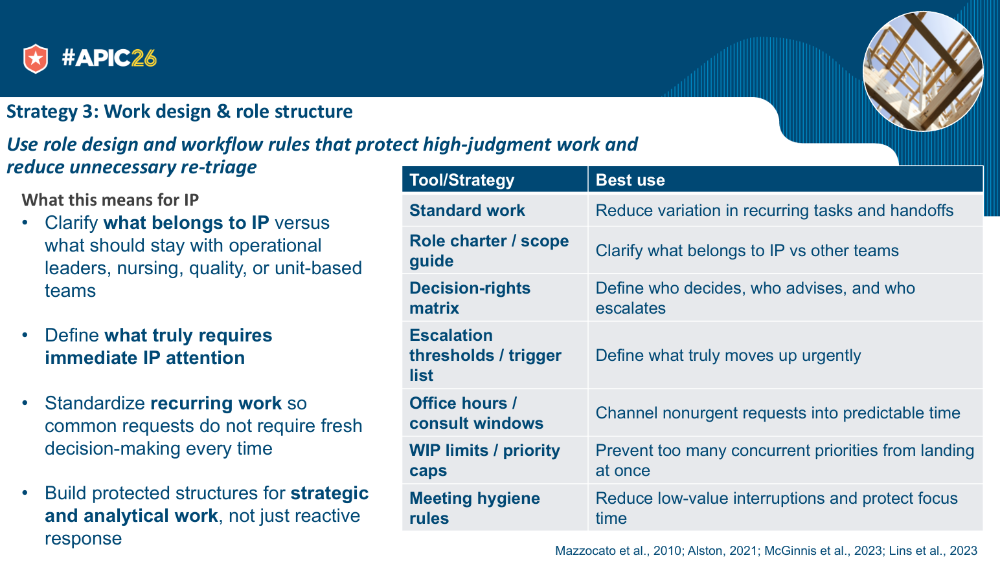 #APIC26
Strategy 3: Work design & role structure
Use role design and workflow rules that protect high-judgment work and
reduce unnecessary re-triage
What this means for IP
• Clarify what belongs to IP versus
what should stay with operational
leaders, nursing, quality, or unit-based
teams
• Define what truly requires
immediate IP attention
• Standardize recurring work so
common requests do not require fresh
decision-making every time
• Build protected structures for strategic
and analytical work, not just reactive
response
Tool/Strategy
Best use
Standard work
Reduce variation in recurring tasks and handoffs
Role charter / scope
guide
Clarify what belongs to IP vs other teams
Decision-rights
matrix
Define who decides, who advises, and who
escalates
Escalation
thresholds / trigger
list
Define what truly moves up urgently
Office hours /
consult windows
Channel nonurgent requests into predictable time
WIP limits / priority
caps
Prevent too many concurrent priorities from landing
at once
Meeting hygiene
rules
Reduce low-value interruptions and protect focus
time
Mazzocato et al., 2010; Alston, 2021; McGinnis et al., 2023; Lins et al., 2023